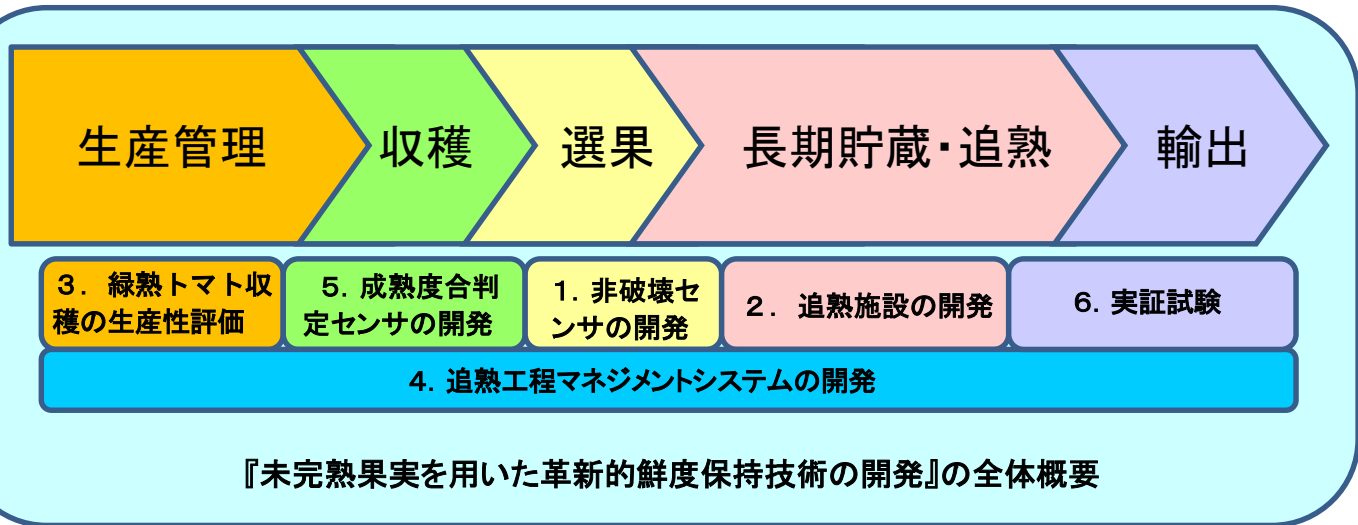 生産管理
収穫
選果
長期貯蔵・追熟
輸出
３．緑熟トマト収
穫の生産性評価
５．成熟度合判
定センサの開発
１．非破壊セ
ンサの開発
２．追熟施設の開発
６．実証試験
４．追熟工程マネジメントシステムの開発
『未完熟果実を用いた革新的鮮度保持技術の開発』の全体概要